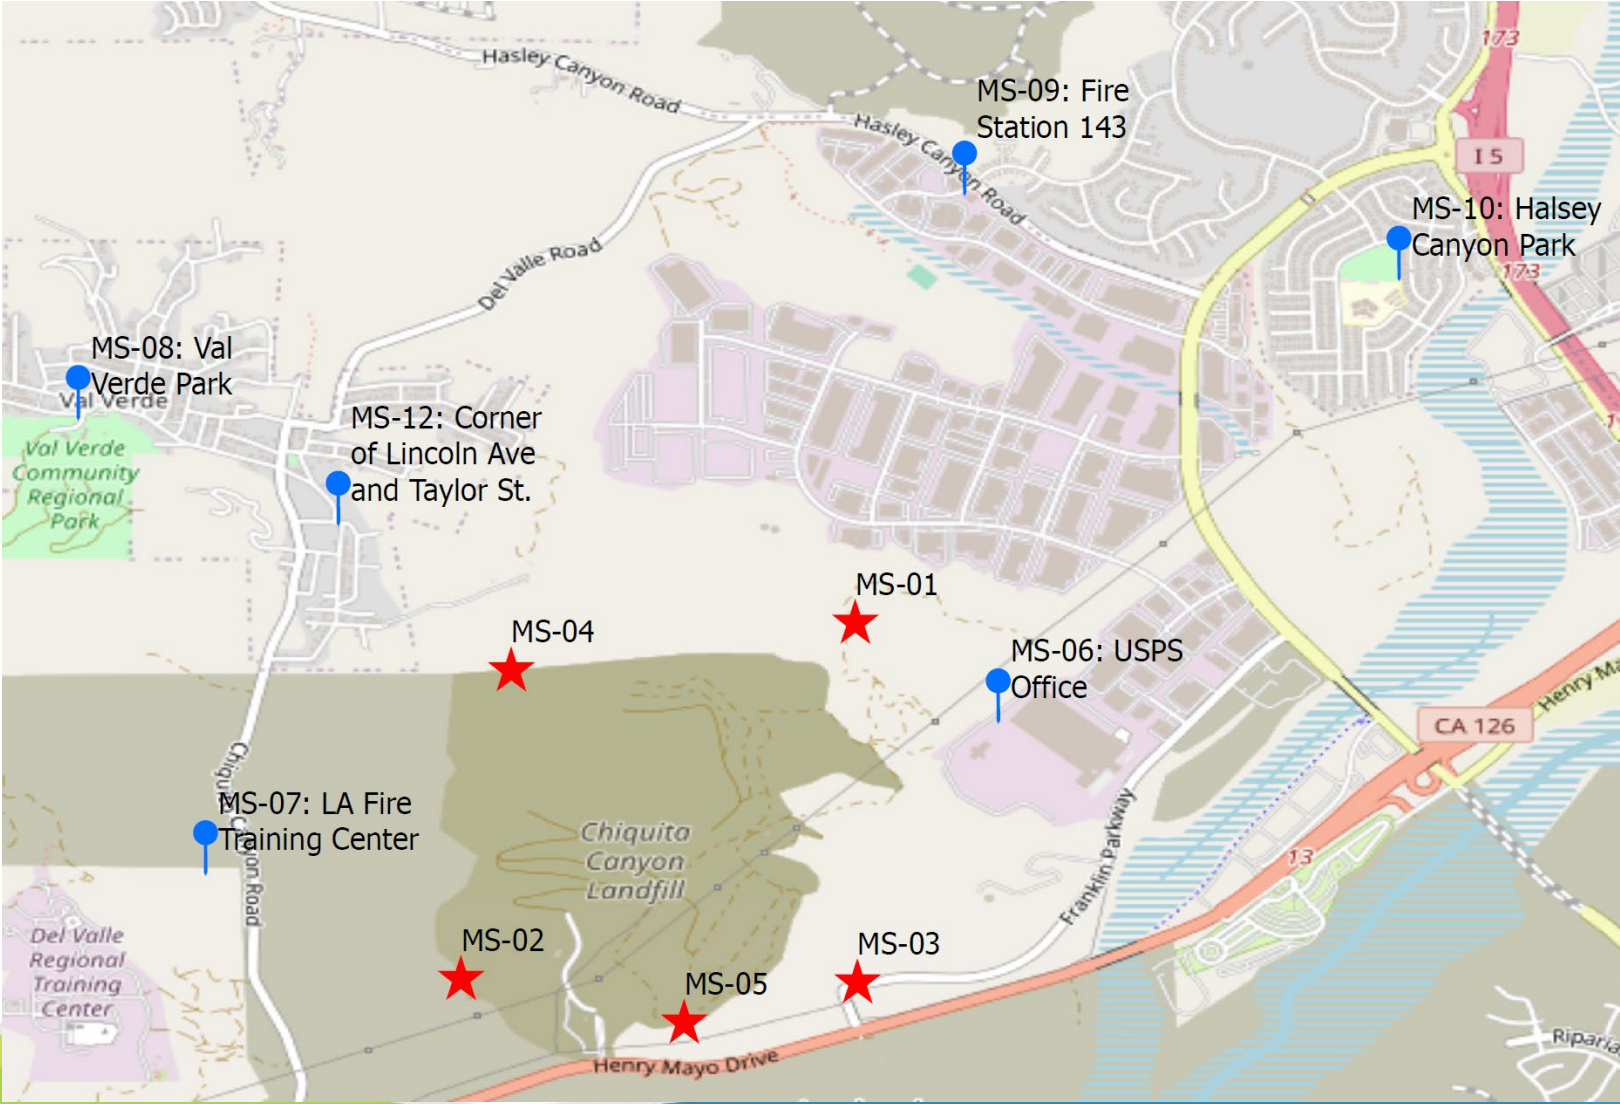 173
Hasley Canyon Road
MS-09: Fire
Station 143
Hasley Canyon Road
I 5
MS-10: Halsey
Canyon Park
173
Del Valle Road
MS-08: Val
Verde Park
Val Verde
MS-12: Corner
of Lincoln Ave
and Taylor St.
Val Verde
Community
Regional
Park
MS-01
MS-04
MS-06: USPS
Office
CA 126
Chiquito Canyon Road
MS-07: LA Fire
Training Center
Chiquita
Canyon
Landfill
Franklin Parkway
13
Del Valle
Regional
Training
Center
MS-02
MS-03
MS-05
Henry Mayo Drive